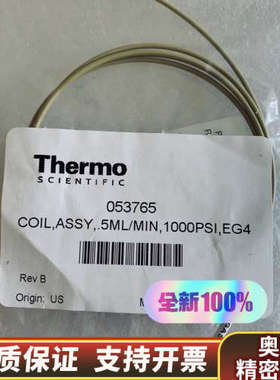 Thermo
SCIENTIFIC
053765
COIL,ASSY,.5ML/MIN,1000PSI,EG4
Rev B
Origin: US
全新100%
质保证 支持开票
奥
精密